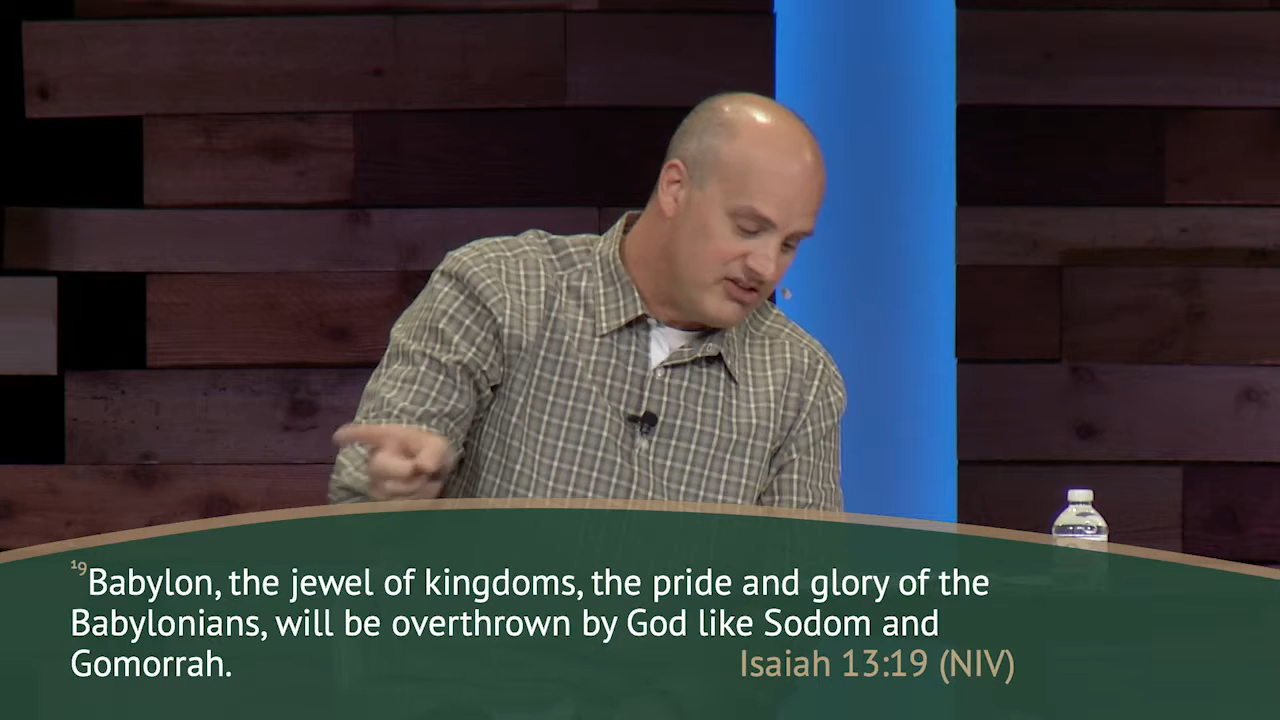 ¹⁹Babylon, the jewel of kingdoms, the pride and glory of the
Babylonians, will be overthrown by God like Sodom and
Gomorrah.
Isaiah 13:19 (NIV)